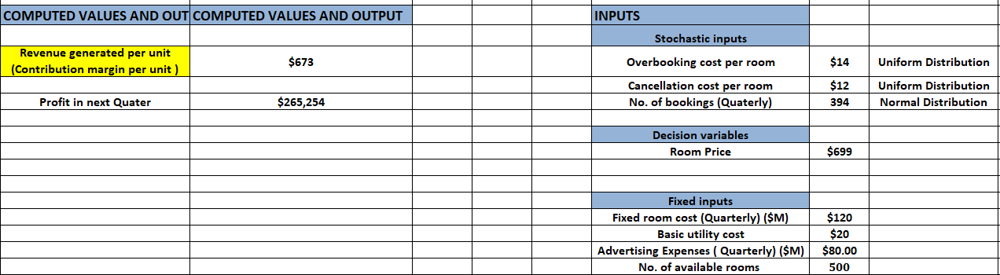 COMPUTED VALUES AND OUT COMPUTED VALUES AND OUTPUT INPUTS
Stochastic inputs
Revenue generated per unit
(Contribution margin per unit ) $673 Overbooking cost per room $14 Uniform Distribution
Cancellation cost per room $12 Uniform Distribution
Profit in next Quater $265,254 No. of bookings (Quaterly) 394 Normal Distribution
Decision variables
Room Price $699
Fixed inputs
Fixed room cost (Quarterly) ($M) $120
Basic utility cost $20
Advertising Expenses ( Quarterly) ($M) $80.00
No. of available rooms 500